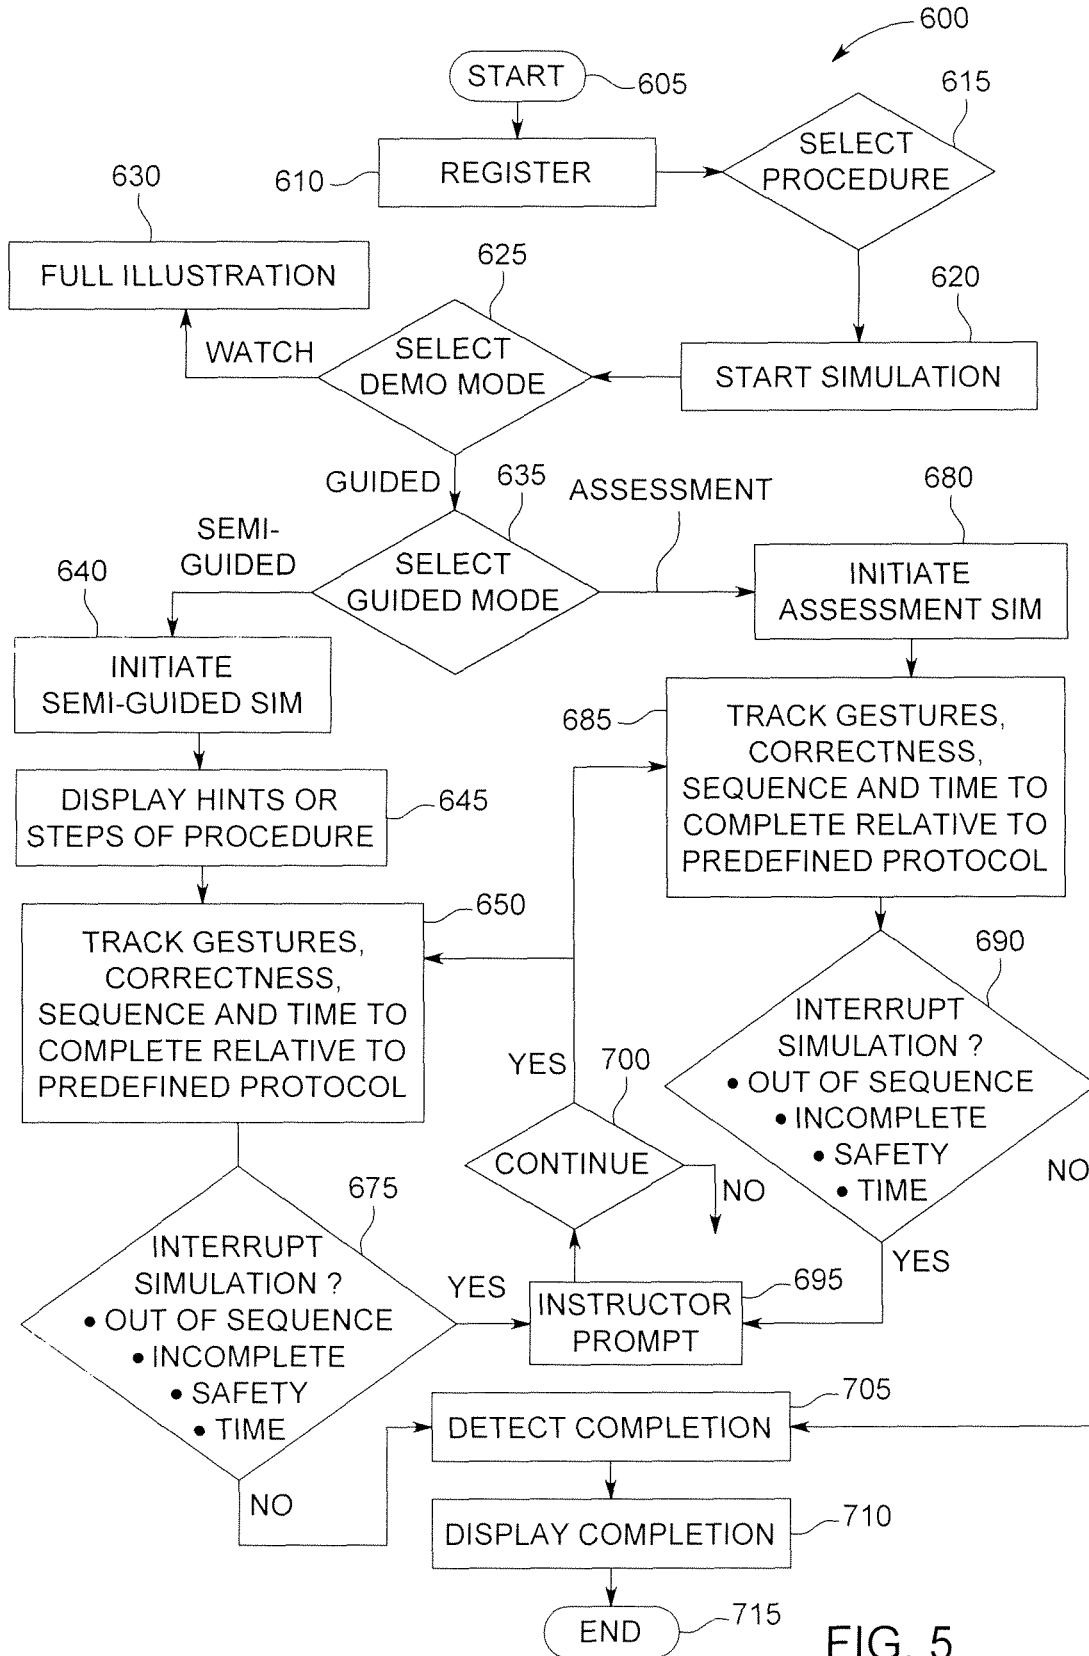 600
START
605
615
REGISTER
610
SELECT
PROCEDURE
630
FULL ILLUSTRATION
625
620
WATCH
SELECT
DEMO MODE
START SIMULATION
GUIDED
635
ASSESSMENT
680
SEMI-
GUIDED
SELECT
GUIDED MODE
INITIATE
ASSESSMENT SIM
640
INITIATE
SEMI-GUIDED SIM
685
TRACK GESTURES,
CORRECTNESS,
SEQUENCE AND TIME TO
COMPLETE RELATIVE TO
PREDEFINED PROTOCOL
DISPLAY HINTS OR
STEPS OF PROCEDURE
645
650
TRACK GESTURES,
CORRECTNESS,
SEQUENCE AND TIME TO
COMPLETE RELATIVE TO
PREDEFINED PROTOCOL
690
INTERRUPT
SIMULATION ?
• OUT OF SEQUENCE
• INCOMPLETE
• SAFETY
• TIME
NO
YES
YES
700
CONTINUE
NO
675
INTERRUPT
SIMULATION ?
• OUT OF SEQUENCE
• INCOMPLETE
• SAFETY
• TIME
YES
NO
INSTRUCTOR
PROMPT
695
DETECT COMPLETION
705
DISPLAY COMPLETION
710
END
715
FIG. 5